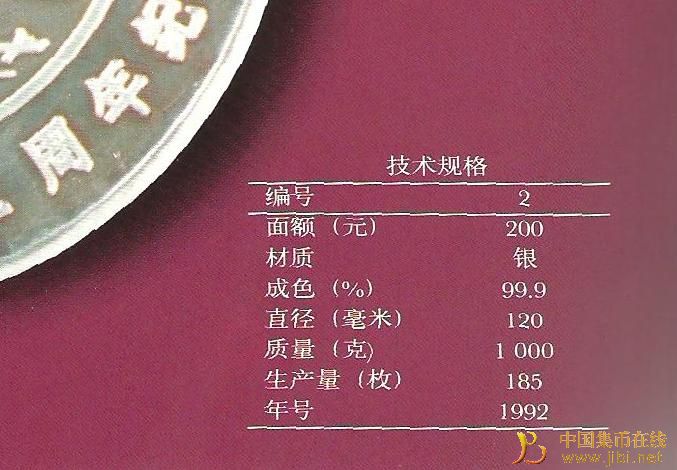 周年纪
技术规格
编号 2
面额（元） 200
材质 银
成色（%） 99.9
直径（毫米） 120
质量（克） 1 000
生产量（枚） 185
年号 1992
中国集币在线
www.jibi.net